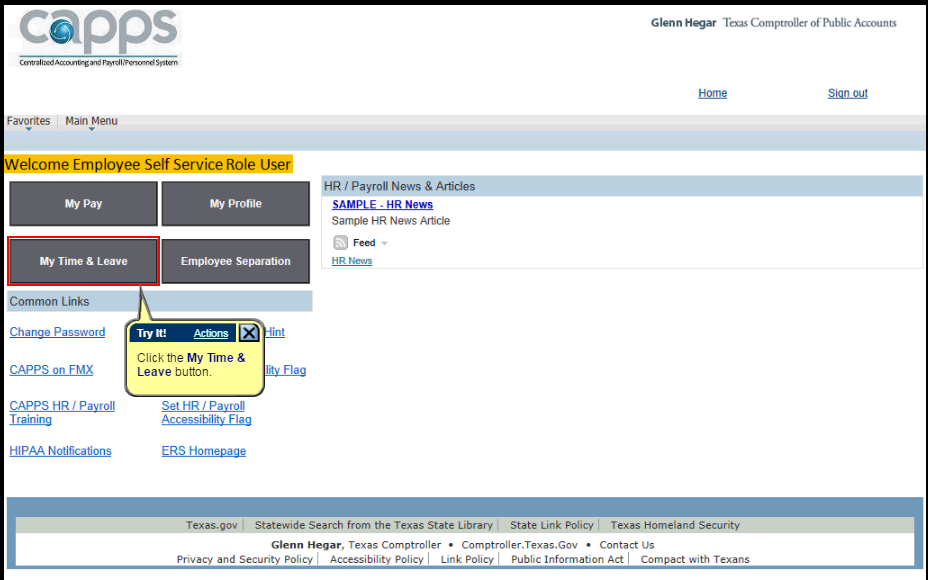 capps
Centralized Accounting and Payroll/Personnel System
Glenn Hegar Texas Comptroller of Public Accounts
Home Sign out
Favorites Main Menu
Welcome Employee Self Service Role User
My Pay My Profile
My Time & Leave Employee Separation
HR / Payroll News & Articles
SAMPLE - HR News
Sample HR News Article
Feed
HR News
Common Links
Change Password Hint
Try It! Actions
Click the My Time &
Leave button.
CAPPS on FMX lity Flag
CAPPS HR / Payroll
Training
Set HR / Payroll
Accessibility Flag
HIPAA Notifications ERS Homepage
Texas.gov | Statewide Search from the Texas State Library | State Link Policy | Texas Homeland Security
Glenn Hegar, Texas Comptroller • Comptroller.Texas.Gov • Contact Us
Privacy and Security Policy | Accessibility Policy | Link Policy | Public Information Act | Compact with Texans